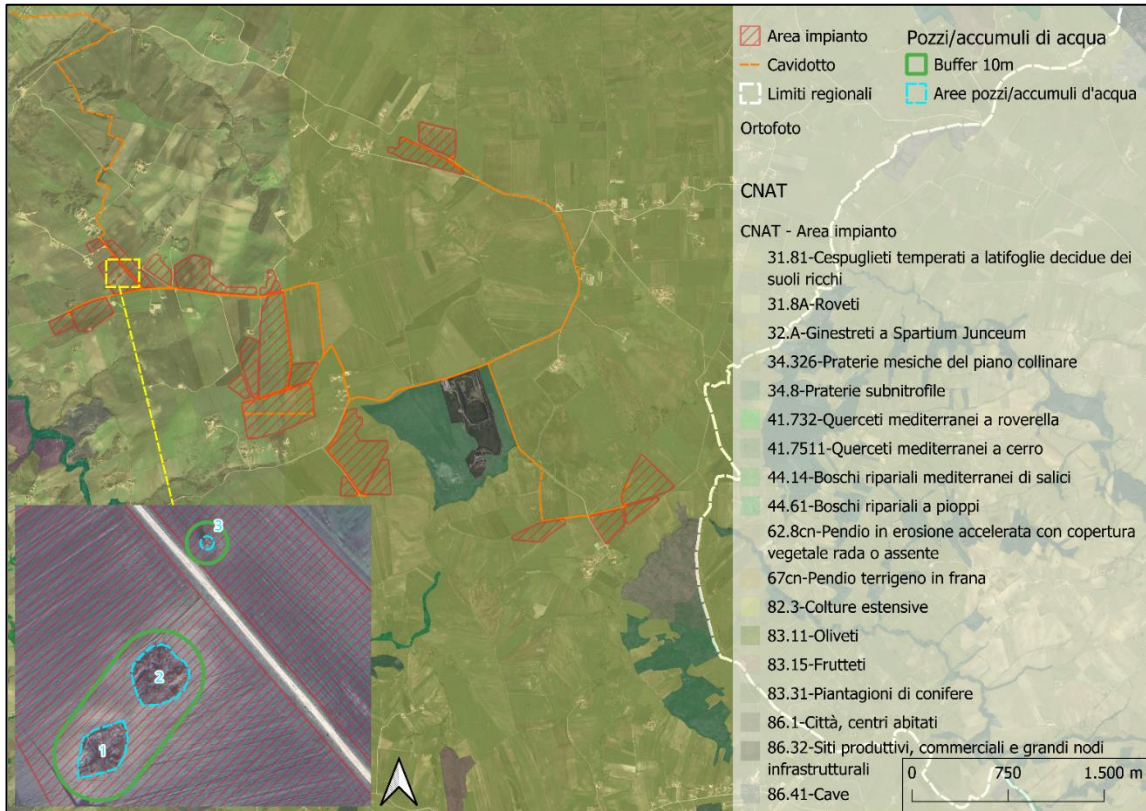 Area impianto
Cavidotto
Limiti regionali
Pozzi/accumuli di acqua
Buffer 10m
Aree pozzi/accumuli d'acqua
Ortofoto
CNAT
CNAT - Area impianto
31.81-Cespuglieti temperati a latifoglie decidue dei
suoli ricchi
31.8A-Roveti
32.A-Ginestreti a Spartium Junceum
34.326-Praterie mesiche del piano collinare
34.8-Praterie subnitrofile
41.732-Querceti mediterranei a roverella
41.7511-Querceti mediterranei a cerro
44.14-Boschi ripariali mediterranei di salici
44.61-Boschi ripariali a pioppi
62.8cn-Pendio in erosione accelerata con copertura
vegetale rada o assente
67cn-Pendio terrigeno in frana
82.3-Colture estensive
83.11-Oliveti
83.15-Frutteti
83.31-Piantagioni di conifere
86.1-Città, centri abitati
86.32-Siti produttivi, commerciali e grandi nodi
infrastrutturali
86.41-Cave
3
2
1
0 750 1.500 m